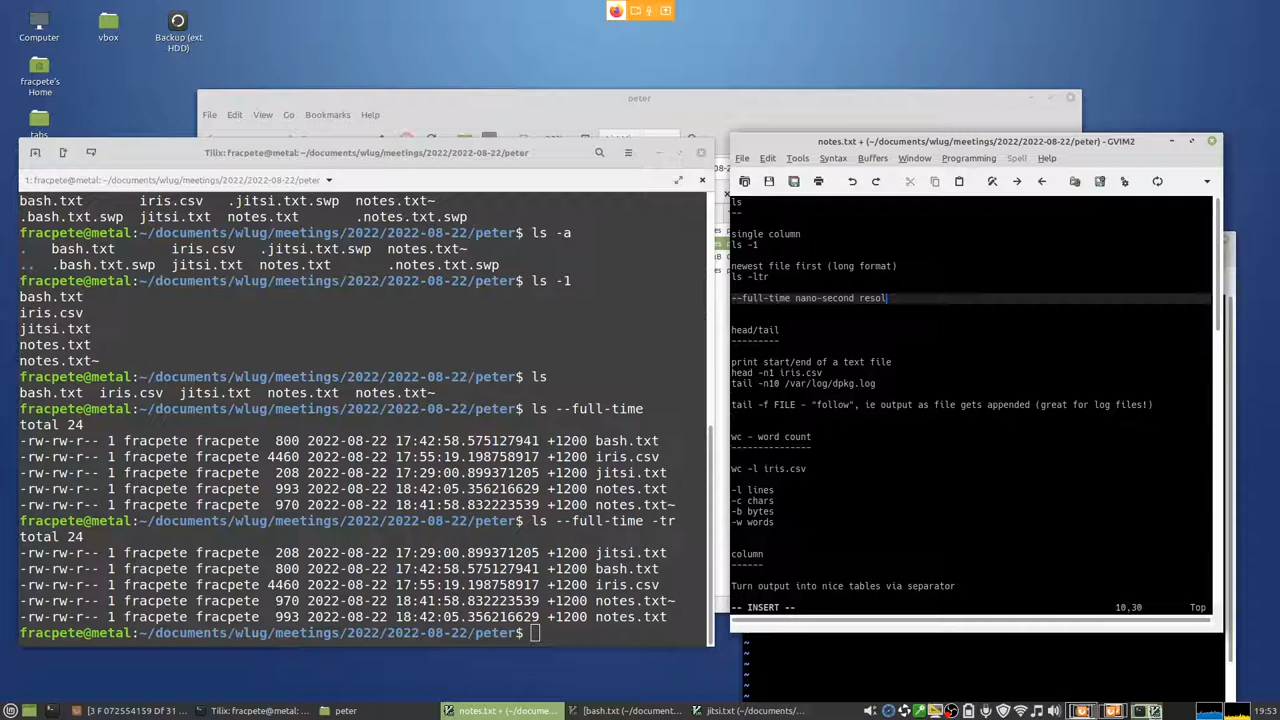 Computer
vbox
Backup (ext
HDD)
fracpete's
Home
tabs
peter
File Edit View Go Bookmarks Help
Tilix: fracpete@metal: ~/documents/wlug/meetings/2022/2022-08-22/peter
1: fracpete@metal: ~/documents/wlug/meetings/2022/2022-08-22/peter
bash.txt iris.csv .jitsi.txt.swp notes.txt~
.bash.txt.swp jitsi.txt notes.txt .notes.txt.swp
fracpete@metal:~/documents/wlug/meetings/2022/2022-08-22/peter$ ls -a
. bash.txt iris.csv .jitsi.txt.swp notes.txt~
.. .bash.txt.swp jitsi.txt notes.txt .notes.txt.swp
fracpete@metal:~/documents/wlug/meetings/2022/2022-08-22/peter$ ls -1
bash.txt
iris.csv
jitsi.txt
notes.txt
notes.txt~
fracpete@metal:~/documents/wlug/meetings/2022/2022-08-22/peter$ ls
bash.txt iris.csv jitsi.txt notes.txt notes.txt~
fracpete@metal:~/documents/wlug/meetings/2022/2022-08-22/peter$ ls --full-time
total 24
-rw-rw-r-- 1 fracpete fracpete 800 2022-08-22 17:42:58.575127941 +1200 bash.txt
-rw-rw-r-- 1 fracpete fracpete 4460 2022-08-22 17:55:19.198758971 +1200 iris.csv
-rw-rw-r-- 1 fracpete fracpete 208 2022-08-22 17:29:00.899371205 +1200 jitsi.txt
-rw-rw-r-- 1 fracpete fracpete 993 2022-08-22 18:42:05.356216629 +1200 notes.txt
-rw-rw-r-- 1 fracpete fracpete 970 2022-08-22 18:41:58.832223539 +1200 notes.txt~
fracpete@metal:~/documents/wlug/meetings/2022/2022-08-22/peter$ ls --full-time -tr
total 24
-rw-rw-r-- 1 fracpete fracpete 208 2022-08-22 17:29:00.899371205 +1200 jitsi.txt
-rw-rw-r-- 1 fracpete fracpete 800 2022-08-22 17:42:58.575127941 +1200 bash.txt
-rw-rw-r-- 1 fracpete fracpete 4460 2022-08-22 17:55:19.198758971 +1200 iris.csv
-rw-rw-r-- 1 fracpete fracpete 970 2022-08-22 18:41:58.832223539 +1200 notes.txt~
-rw-rw-r-- 1 fracpete fracpete 993 2022-08-22 18:42:05.356216629 +1200 notes.txt
fracpete@metal:~/documents/wlug/meetings/2022/2022-08-22/peter$
notes.txt + (~/documents/wlug/meetings/2022/2022-08-22/peter) - GVIM2
File Edit Tools Syntax Buffers Window Programming Spell Help
ls
--
single column
ls -1
newest file first (long format)
ls -ltr
--full-time nano-second resol
head/tail
---------
print start/end of a text file
head -n1 iris.csv
tail -n10 /var/log/dpkg.log
tail -f FILE - "follow", ie output as file gets appended (great for log files!)
wc - word count
---------------
wc -l iris.csv
-l lines
-c chars
-b bytes
-w words
column
------
Turn output into nice tables via separator
-- INSERT -- 10,30 Top
~
~
~
~
~
~
[3 F 072554159 DF 31 ...
Tilix: fracpete@metal: ~/docu...
peter
notes.txt + (~/docume...
[bash.txt (~/document...
jitsi.txt (~/documents/...
19:53